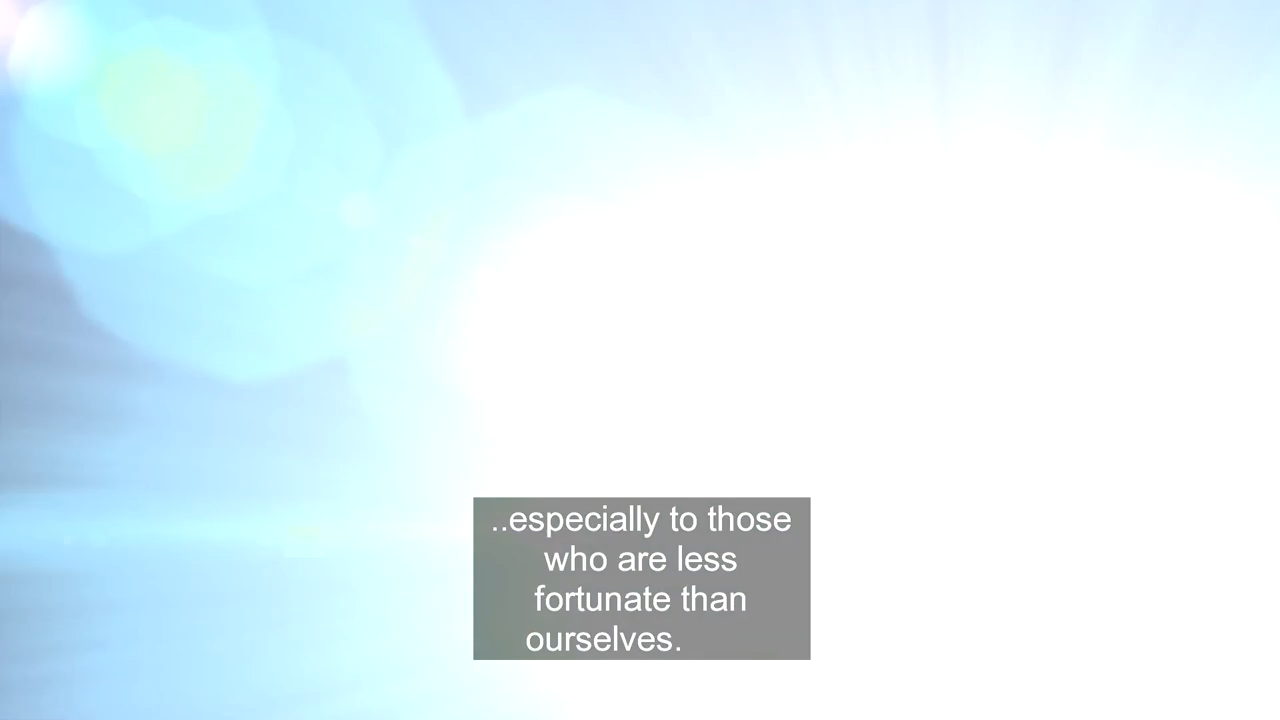 ..especially to those
who are less
fortunate than
ourselves.